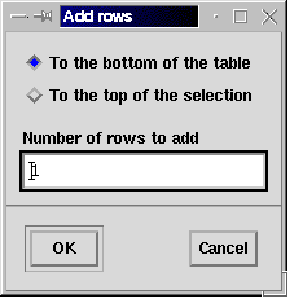 Add rows
To the bottom of the table
To the top of the selection
Number of rows to add
1
OK
Cancel